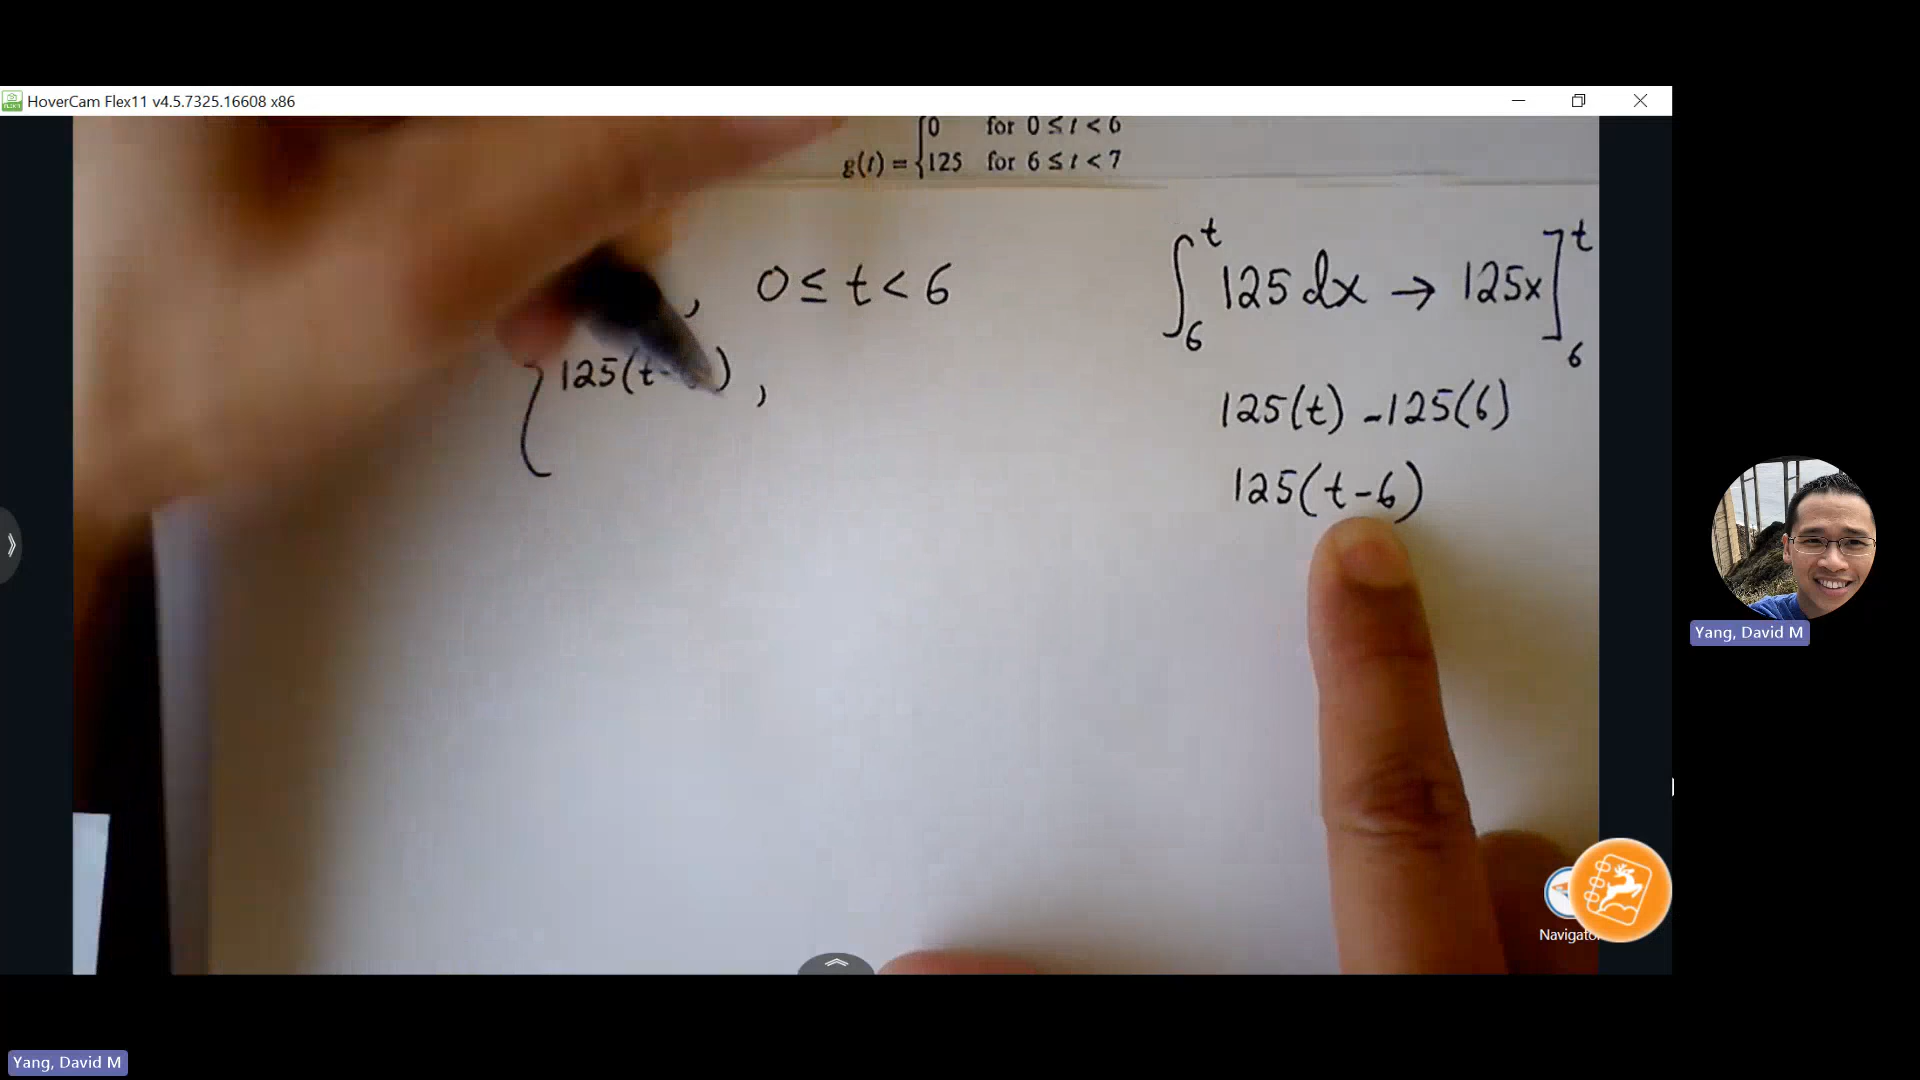 HoverCam Flex11 v4.5.7325.16608 x86
g(t) = { 0 for 0 ≤ t < 6
125 for 6 ≤ t < 7
, 0 ≤ t < 6
125(t- ) ,
∫₆ᵗ 125 dx → 125x]₆ᵗ
125(t) - 125(6)
125(t-6)
Yang, David M
Navigato
Yang, David M